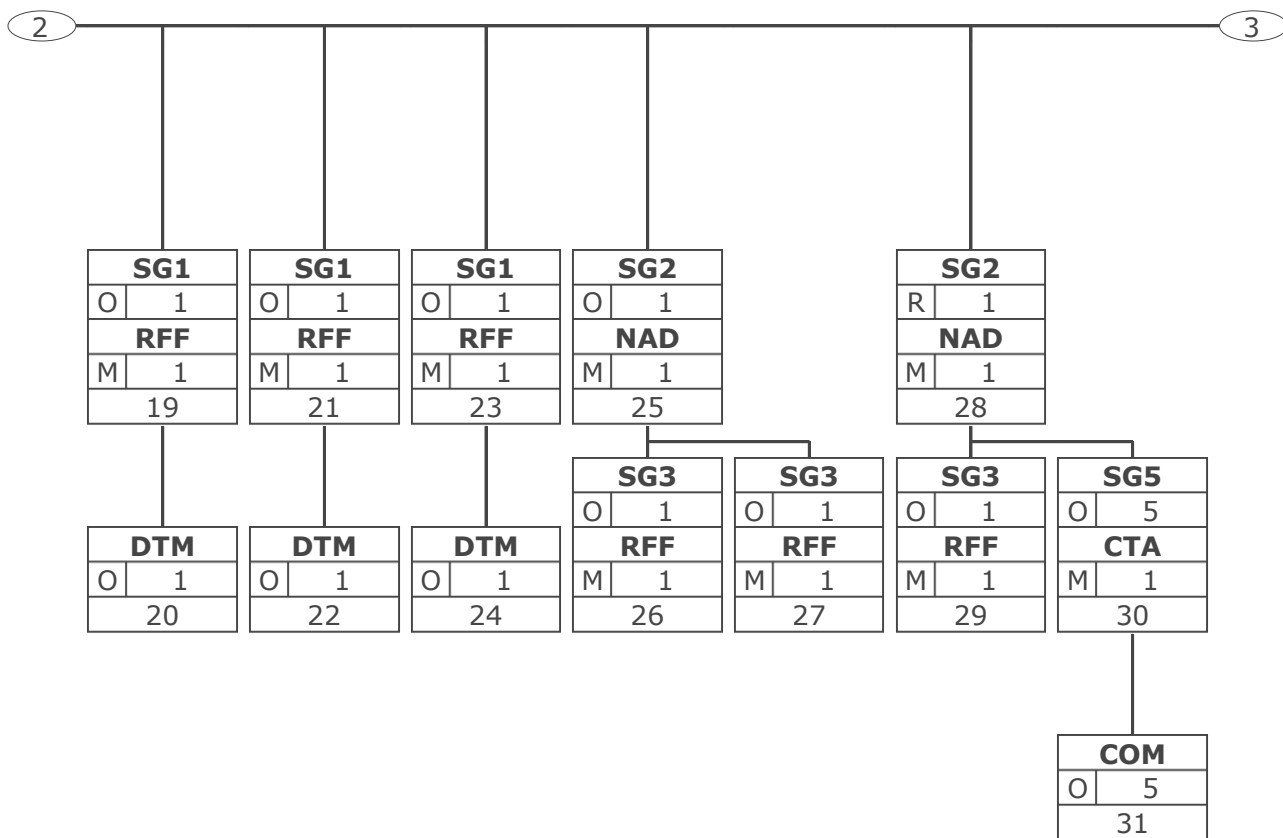 2 3
SG1 SG1 SG1 SG2 SG2
O 1 O 1 O 1 O 1 R 1
RFF RFF RFF NAD NAD
M 1 M 1 M 1 M 1 M 1
19 21 23 25 28
SG3 SG3 SG3 SG5
O 1 O 1 O 1 O 5
DTM DTM DTM RFF RFF RFF CTA
O 1 O 1 O 1 M 1 M 1 M 1 M 1
20 22 24 26 27 29 30
COM
O 5
31